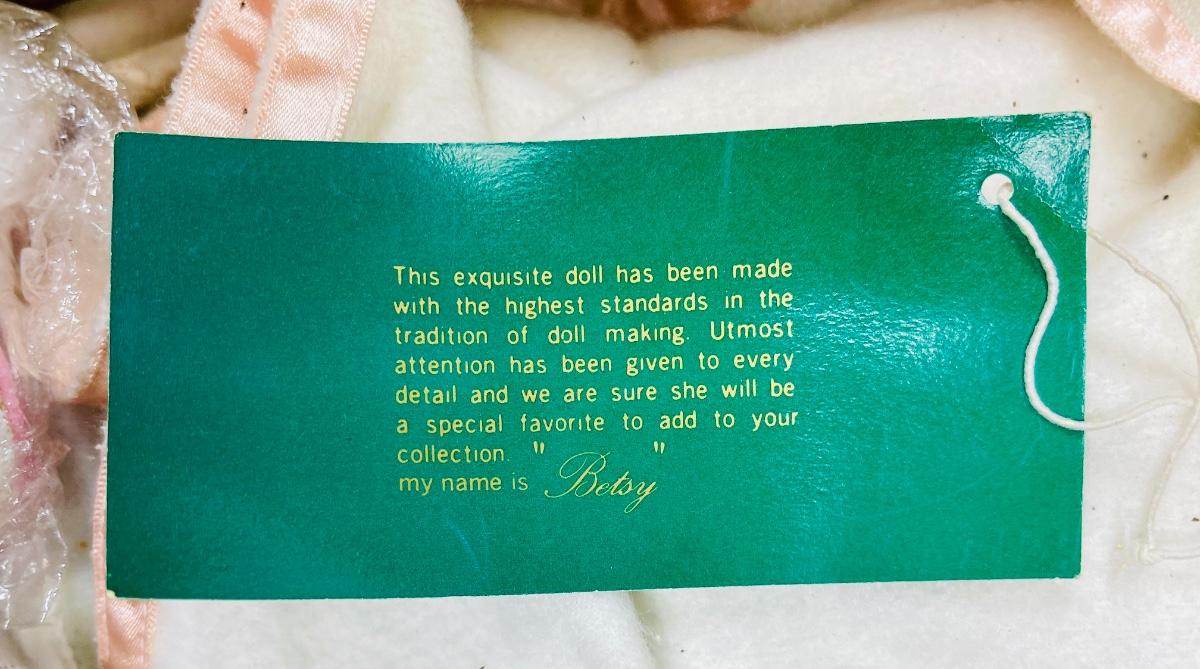 This exquisite doll has been made
with the highest standards in the
tradition of doll making. Utmost
attention has been given to every
detail and we are sure she will be
a special favorite to add to your
collection. "        "
my name is Betsy